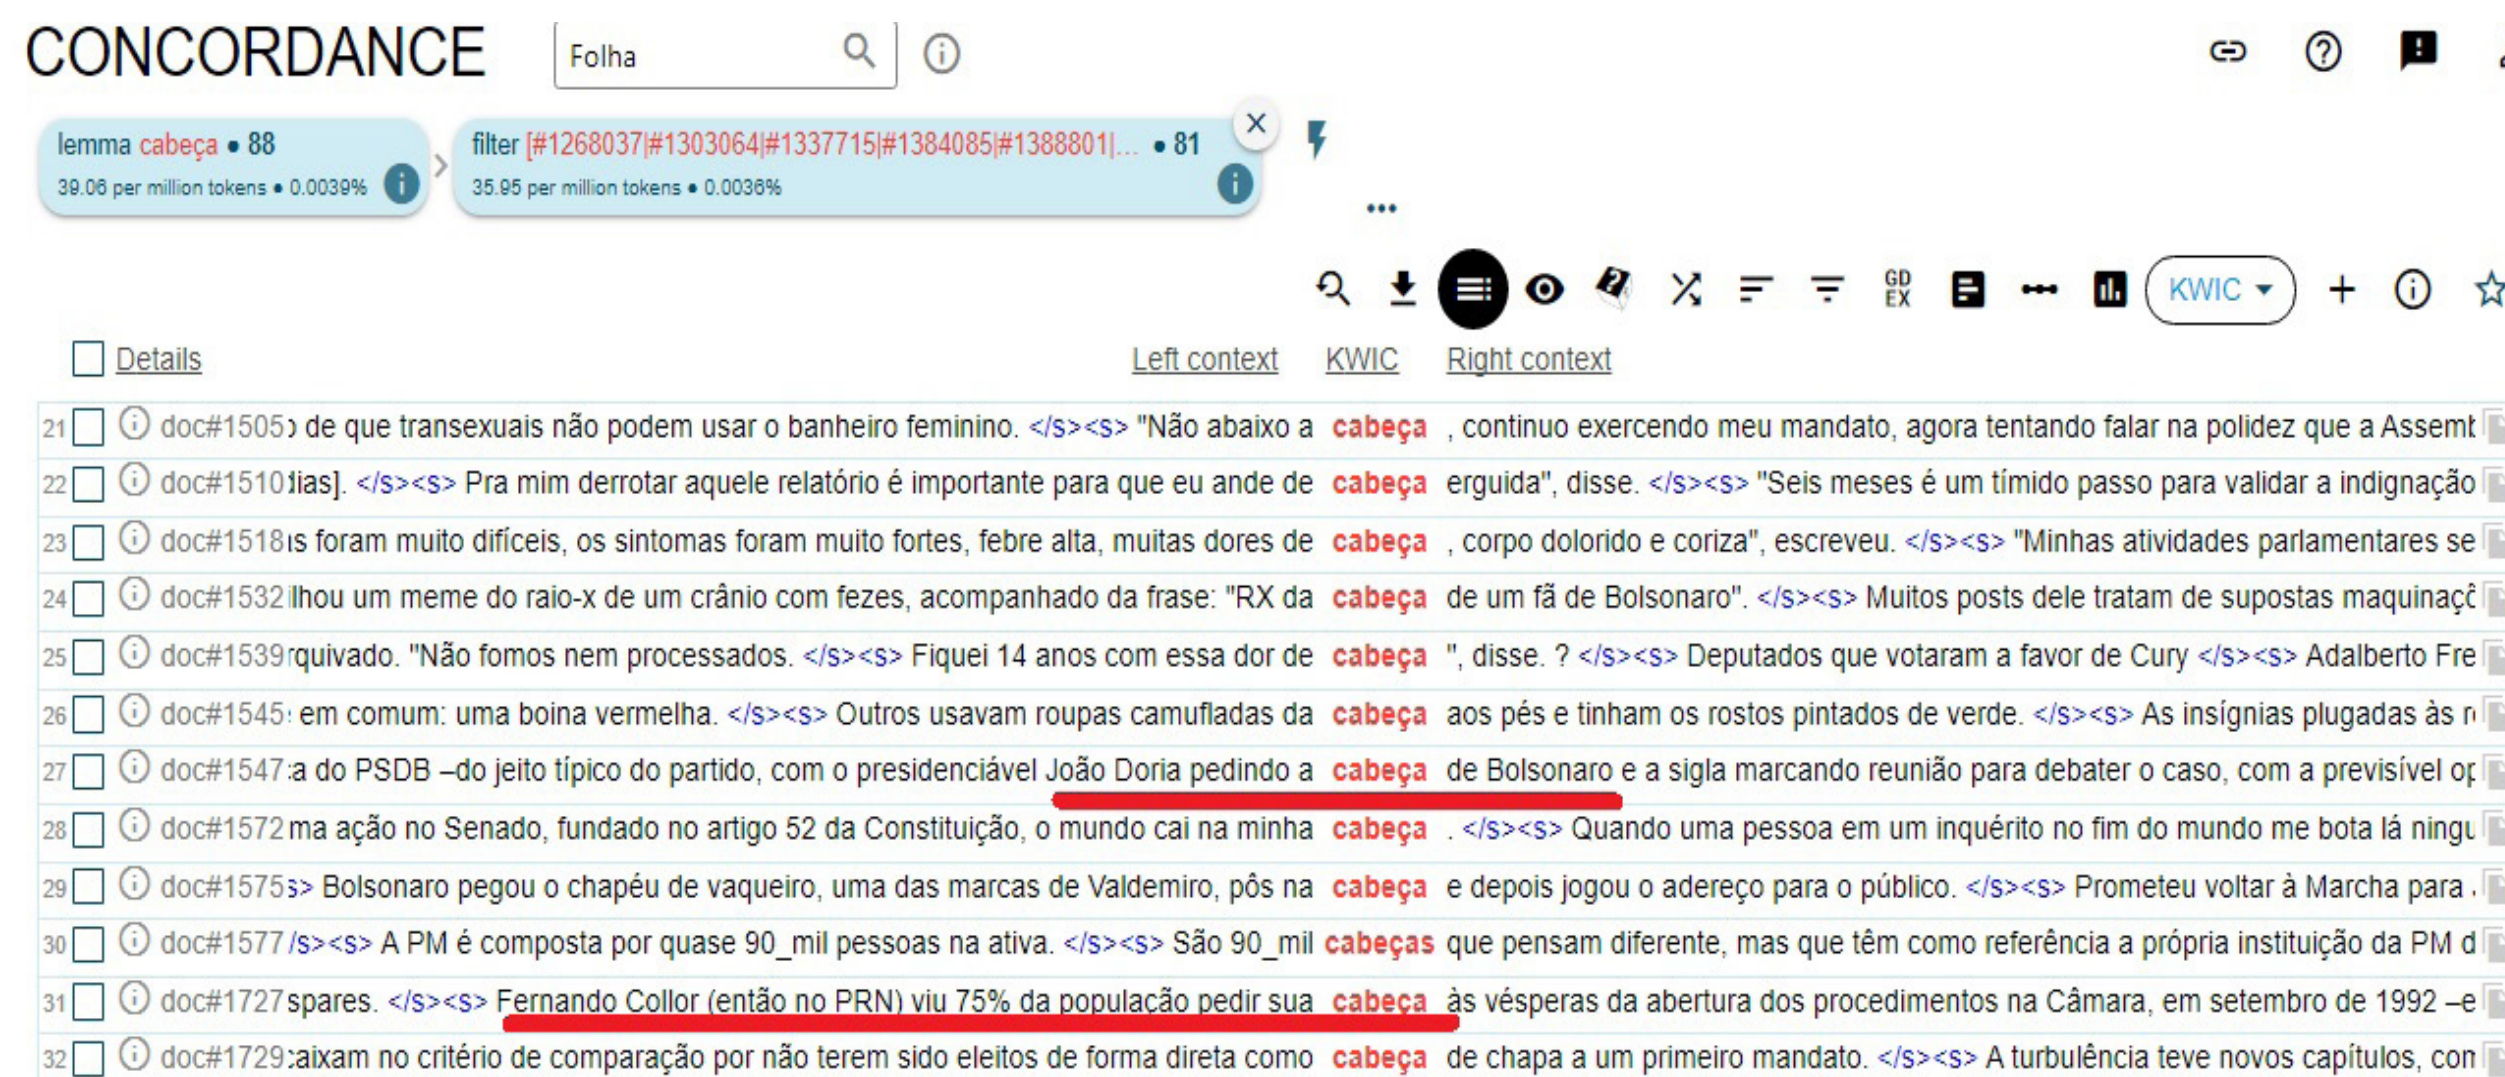 CONCORDANCE Folha
lemma cabeça • 88
39.06 per million tokens • 0.0039%
filter [#1268037|#1303064|#1337715|#1384085|#1388801|... • 81
35.95 per million tokens • 0.0036%
GD EX KWIC
Details Left context KWIC Right context
21 doc#1505 o de que transexuais não podem usar o banheiro feminino. </s><s> "Não abaixo a cabeça , continuo exercendo meu mandato, agora tentando falar na polidez que a
22 doc#1510 dias]. </s><s> Pra mim derrotar aquele relatório é importante para que eu ande de cabeça erguida", disse. </s><s> "Seis meses é um tímido passo para validar a indignação
23 doc#1518 foram muito difíceis, os sintomas foram muito fortes, febre alta, muitas dores de cabeça , corpo dolorido e coriza", escreveu. </s><s> "Minhas atividades parlamentares se
24 doc#1532 ilhou um meme do raio-x de um crânio com fezes, acompanhado da frase: "RX da cabeça de um fã de Bolsonaro". </s><s> Muitos posts dele tratam de supostas
25 doc#1539 rquivado. "Não fomos nem processados. </s><s> Fiquei 14 anos com essa dor de cabeça ", disse. ? </s><s> Deputados que votaram a favor de Cury </s><s> Adalberto Fre
26 doc#1545 em comum: uma boina vermelha. </s><s> Outros usavam roupas camufladas da cabeça aos pés e tinham os rostos pintados de verde. </s><s> As insígnias plugadas às
27 doc#1547 a do PSDB –do jeito típico do partido, com o presidenciável João Doria pedindo a cabeça de Bolsonaro e a sigla marcando reunião para debater o caso, com a previsível
28 doc#1572 ma ação no Senado, fundado no artigo 52 da Constituição, o mundo cai na minha cabeça . </s><s> Quando uma pessoa em um inquérito no fim do mundo me bota lá ningu
29 doc#1575 s> Bolsonaro pegou o chapéu de vaqueiro, uma das marcas de Valdemiro, pôs na cabeça e depois jogou o adereço para o público. </s><s> Prometeu voltar à Marcha para
30 doc#1577 /s><s> A PM é composta por quase 90_mil pessoas na ativa. </s><s> São 90_mil cabeças que pensam diferente, mas que têm como referência a própria instituição da PM d
31 doc#1727 spares. </s><s> Fernando Collor (então no PRN) viu 75% da população pedir sua cabeça às vésperas da abertura dos procedimentos na Câmara, em setembro de 1992 –e
32 doc#1729 caixam no critério de comparação por não terem sido eleitos de forma direta como cabeça de chapa a um primeiro mandato. </s><s> A turbulência teve novos capítulos, com